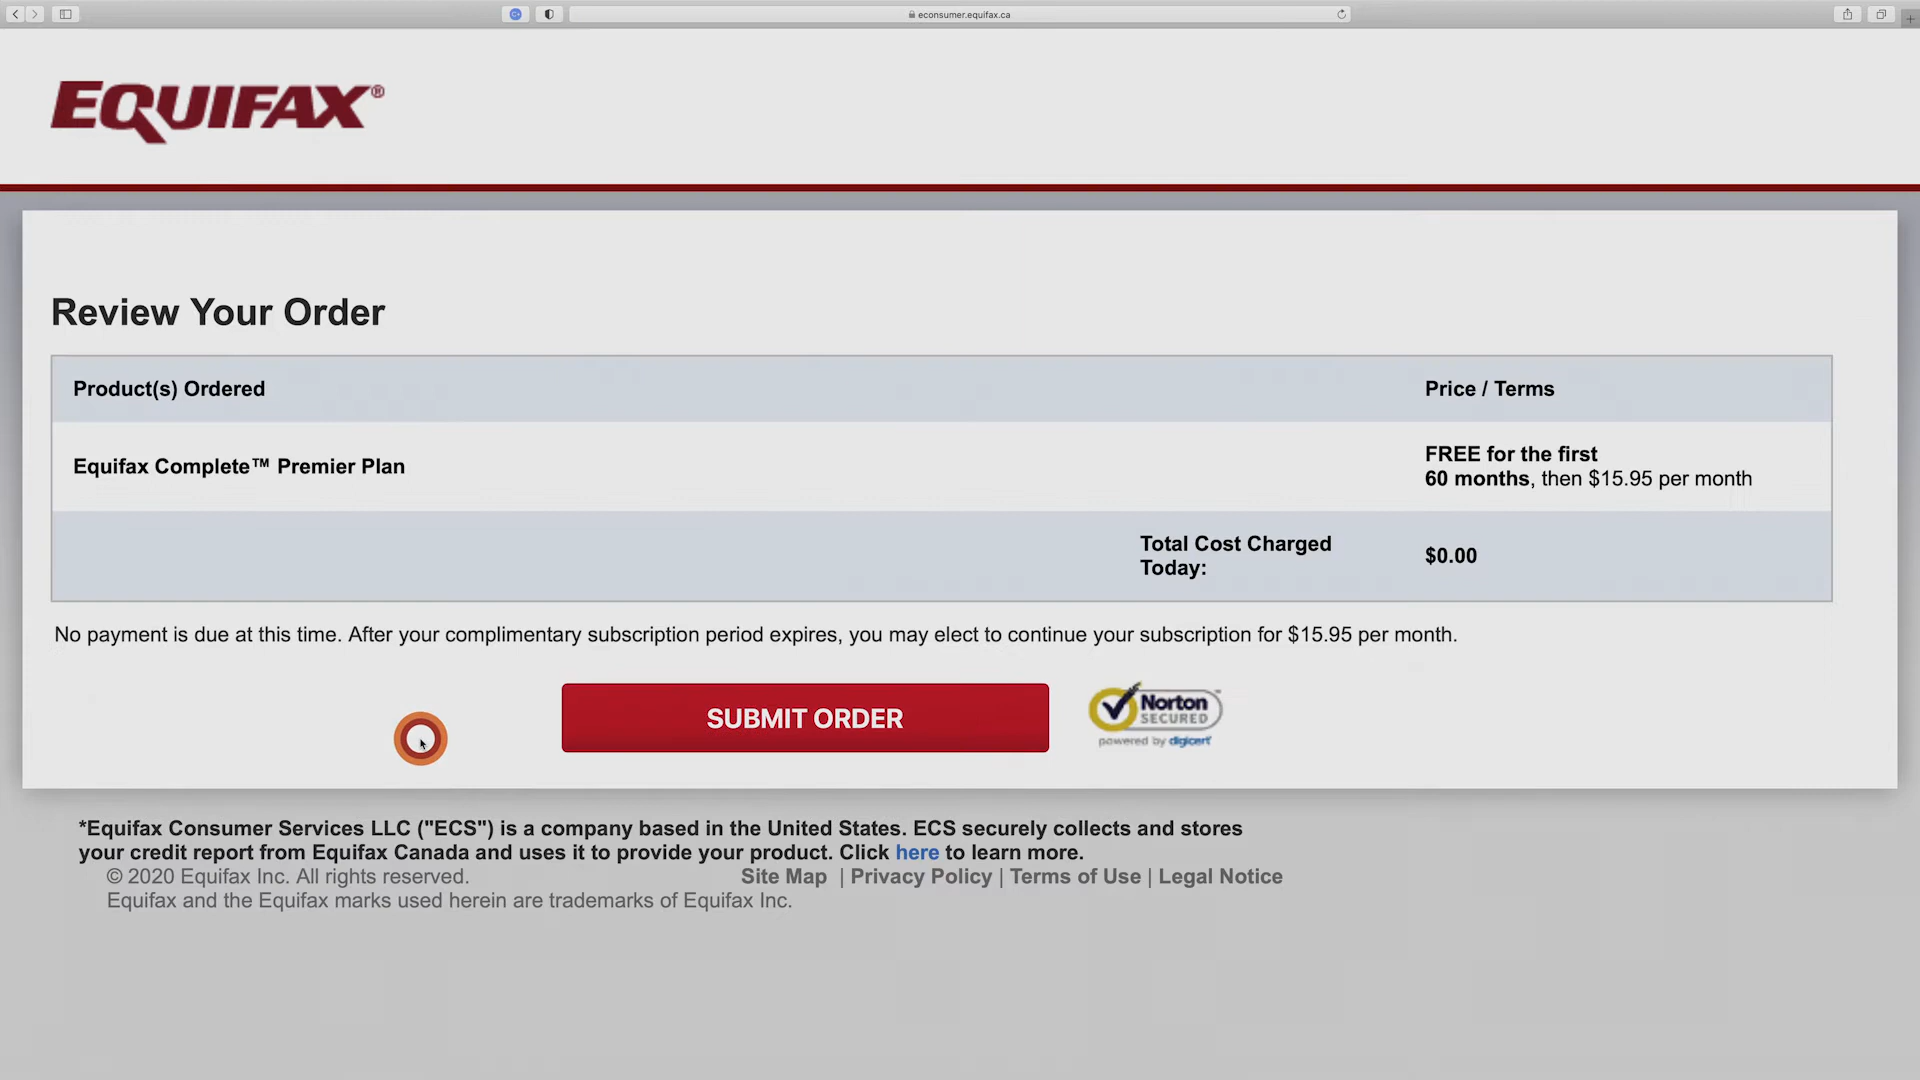 econsumer.equifax.ca
EQUIFAX®
Review Your Order
Product(s) Ordered
Price / Terms
Equifax Complete™ Premier Plan
FREE for the first
60 months, then $15.95 per month
Total Cost Charged
Today:
$0.00
No payment is due at this time. After your complimentary subscription period expires, you may elect to continue your subscription for $15.95 per month.
SUBMIT ORDER
Norton
SECURED
powered by digicert
*Equifax Consumer Services LLC ("ECS") is a company based in the United States. ECS securely collects and stores
your credit report from Equifax Canada and uses it to provide your product. Click here to learn more.
© 2020 Equifax Inc. All rights reserved.
Site Map | Privacy Policy | Terms of Use | Legal Notice
Equifax and the Equifax marks used herein are trademarks of Equifax Inc.